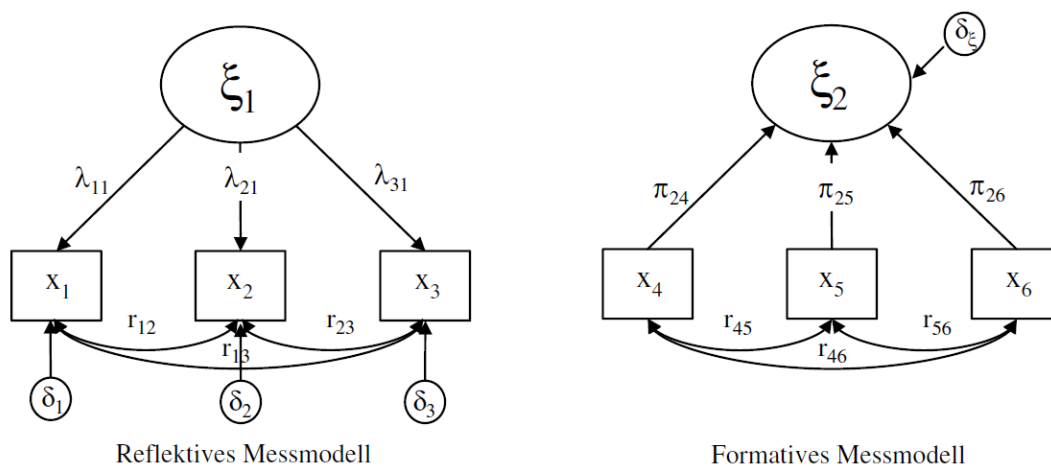 δ_ξ
ξ₁ ξ₂
λ₁₁ λ₂₁ λ₃₁ π₂₄ π₂₅ π₂₆
x₁ x₂ x₃ x₄ x₅ x₆
r₁₂ r₂₃ r₄₅ r₅₆
r₁₃ r₄₆
δ₁ δ₂ δ₃
Reflektives Messmodell Formatives Messmodell